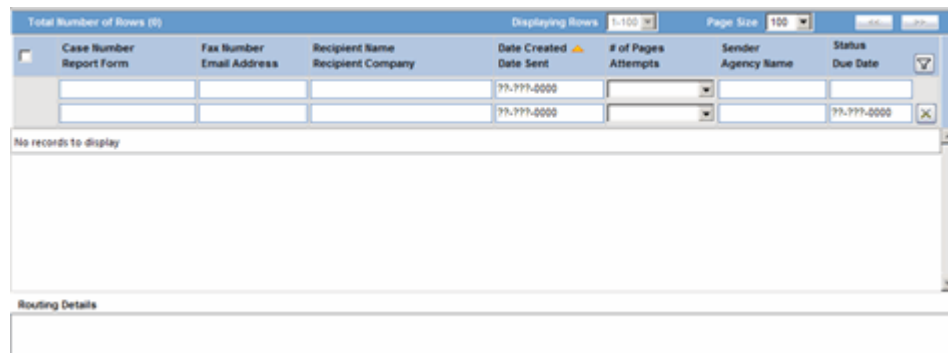 Total Number of Rows (0) Displaying Rows 1-100 Page Size 100 << >>
Case Number Fax Number Recipient Name Date Created # of Pages Sender Status
Report Form Email Address Recipient Company Date Sent Attempts Agency Name Due Date
??-???-0000
??-???-0000 ??-???-0000
No records to display
Routing Details